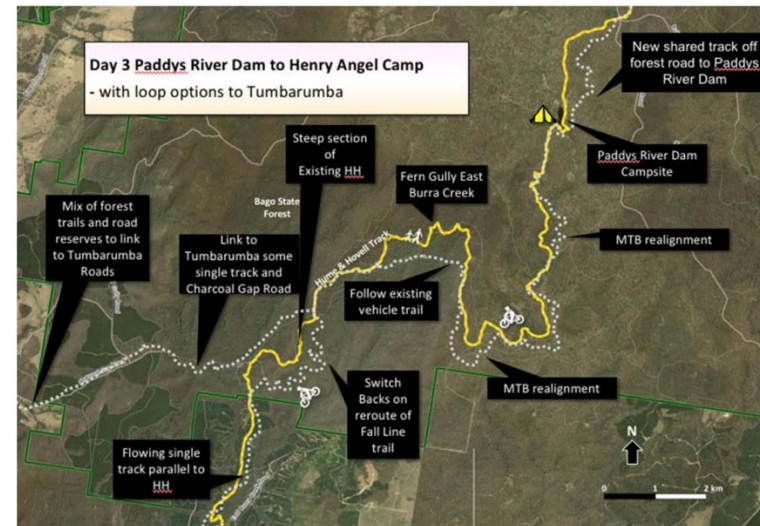 Day 3 Paddys River Dam to Henry Angel Camp
- with loop options to Tumbarumba
New shared track off
forest road to Paddys
River Dam
Steep section
of
Existing HH
Paddys River Dam
Campsite
Fern Gully East
Burra Creek
Bago State
Forest
Mix of forest
trails and road
reserves to link
to Tumbarumba
Roads
Link to
Tumbarumba some
single track and
Charcoal Gap Road
Hume & Hovell Track
MTB realignment
Follow existing
vehicle trail
Switch
Backs on
reroute of
Fall Line
trail
MTB realignment
Flowing single
track parallel to
HH
N
0 1 2 km